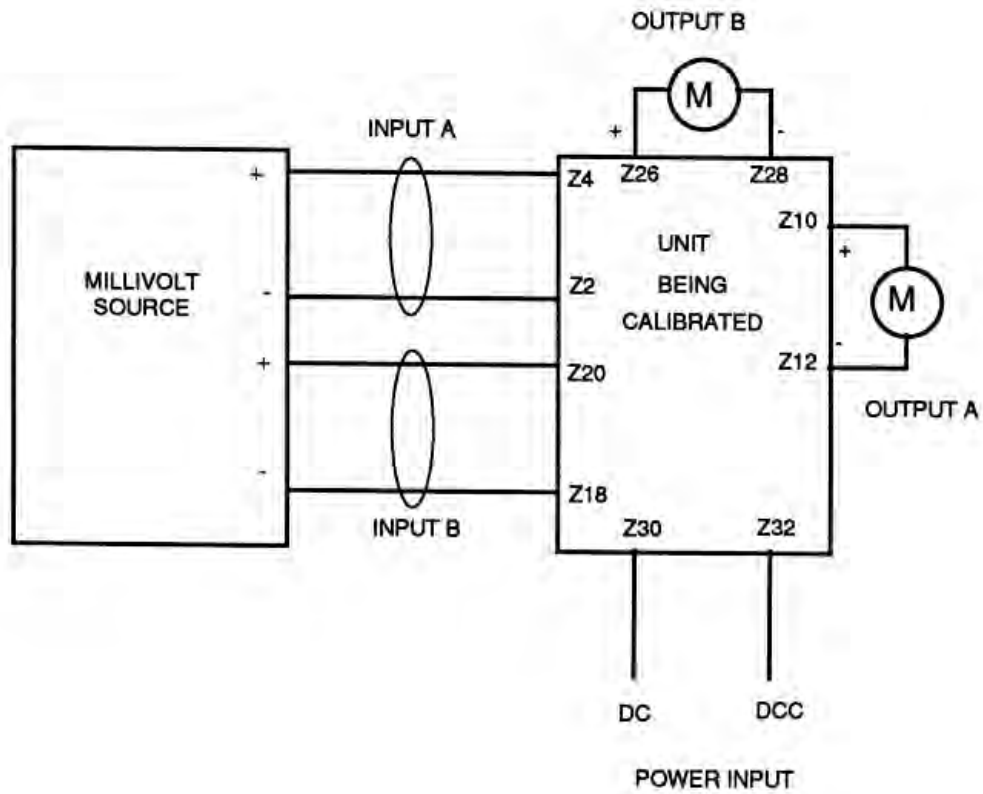 OUTPUT B
M
+
-
INPUT A
+
Z4
Z26
Z28
Z10
+
MILLIVOLT
SOURCE
UNIT
BEING
CALIBRATED
M
-
Z2
-
Z12
+
Z20
OUTPUT A
-
Z18
INPUT B
Z30
Z32
DC
DCC
POWER INPUT